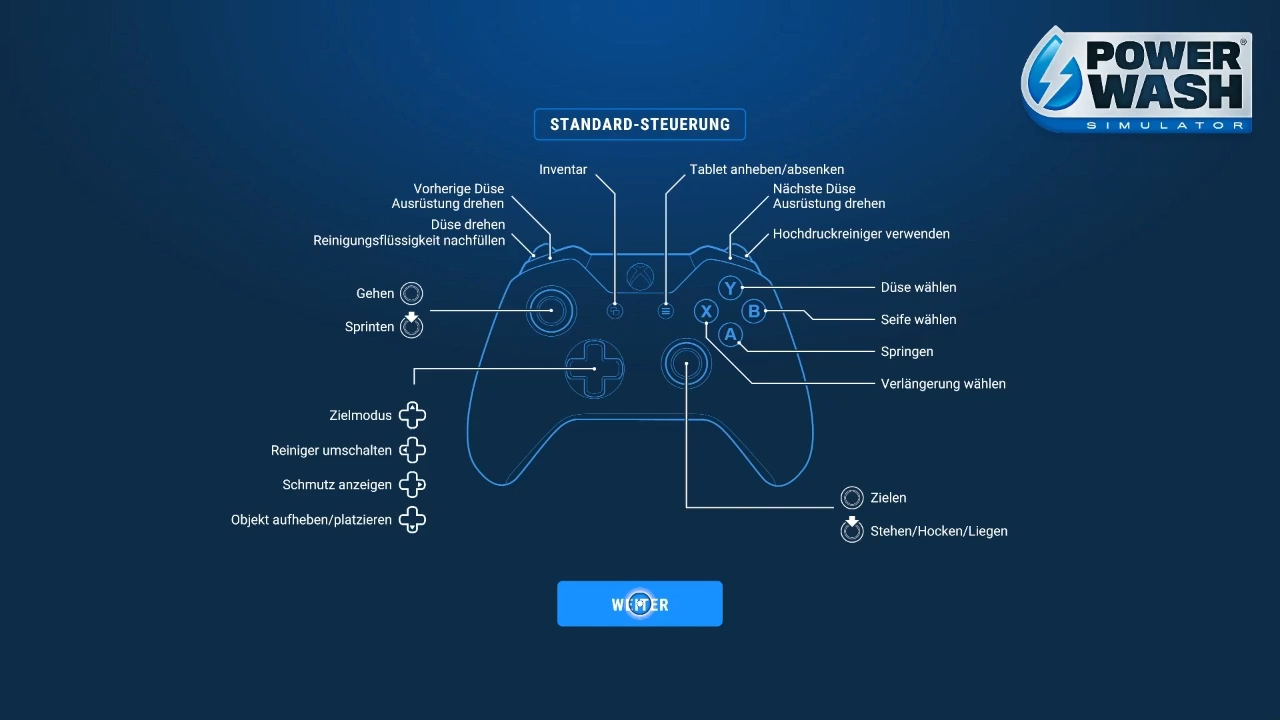 POWER
WASH®
SIMULATOR
STANDARD-STEUERUNG
Inventar
Tablet anheben/absenken
Vorherige Düse
Ausrüstung drehen
Nächste Düse
Ausrüstung drehen
Düse drehen
Reinigungsflüssigkeit nachfüllen
Hochdruckreiniger verwenden
Gehen
Sprinten
Y
X
B
A
Düse wählen
Seife wählen
Springen
Verlängerung wählen
Zielmodus
Reiniger umschalten
Schmutz anzeigen
Objekt aufheben/platzieren
Zielen
Stehen/Hocken/Liegen
WEITER